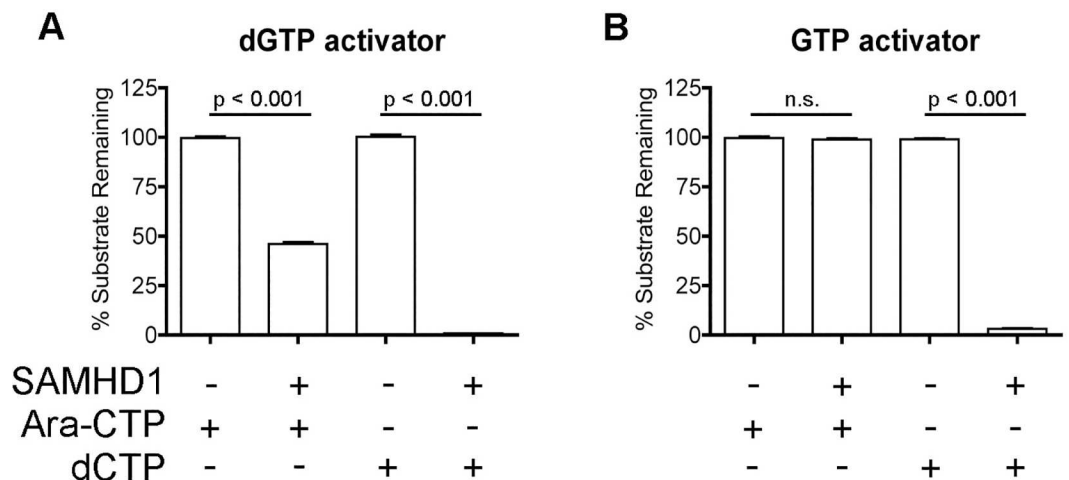 A
dGTP activator
% Substrate Remaining
125
100
75
50
25
0
p < 0.001
p < 0.001
B
GTP activator
% Substrate Remaining
125
100
75
50
25
0
n.s.
p < 0.001
SAMHD1 - + - + - + - +
Ara-CTP + + - - + + - -
dCTP - - + + - - + +